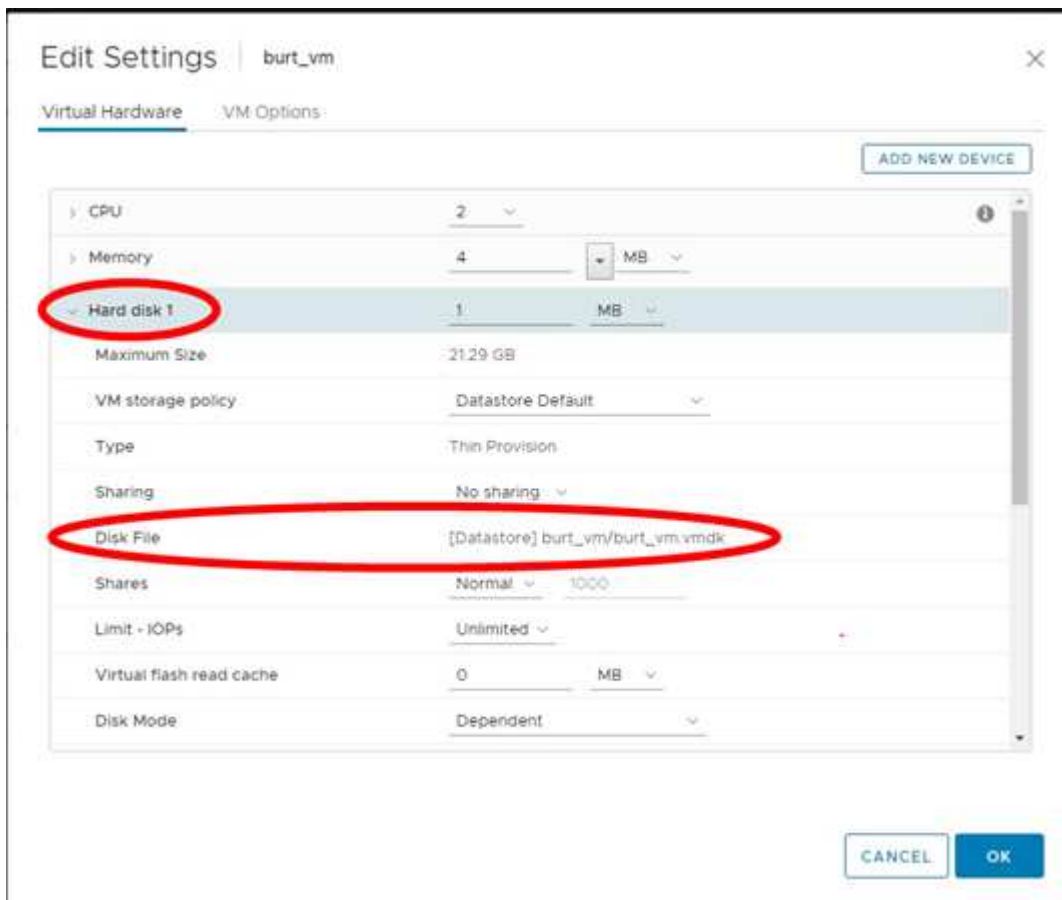 Edit Settings burt_vm
Virtual Hardware VM Options
ADD NEW DEVICE
CPU 2
Memory 4 MB
Hard disk 1 1 MB
Maximum Size 21.29 GB
VM storage policy Datastore Default
Type Thin Provision
Sharing No sharing
Disk File [Datastore] burt_vm/burt_vm.vmdk
Shares Normal 1000
Limit - IOPs Unlimited
Virtual flash read cache 0 MB
Disk Mode Dependent
CANCEL OK